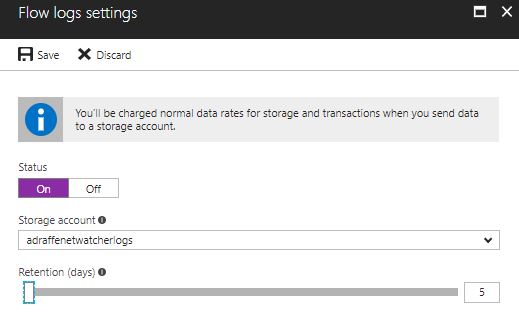 Flow logs settings
Save
Discard
You'll be charged normal data rates for storage and transactions when you send data
to a storage account.
Status
On
Off
Storage account
adraffenetwatcherlogs
Retention (days)
5